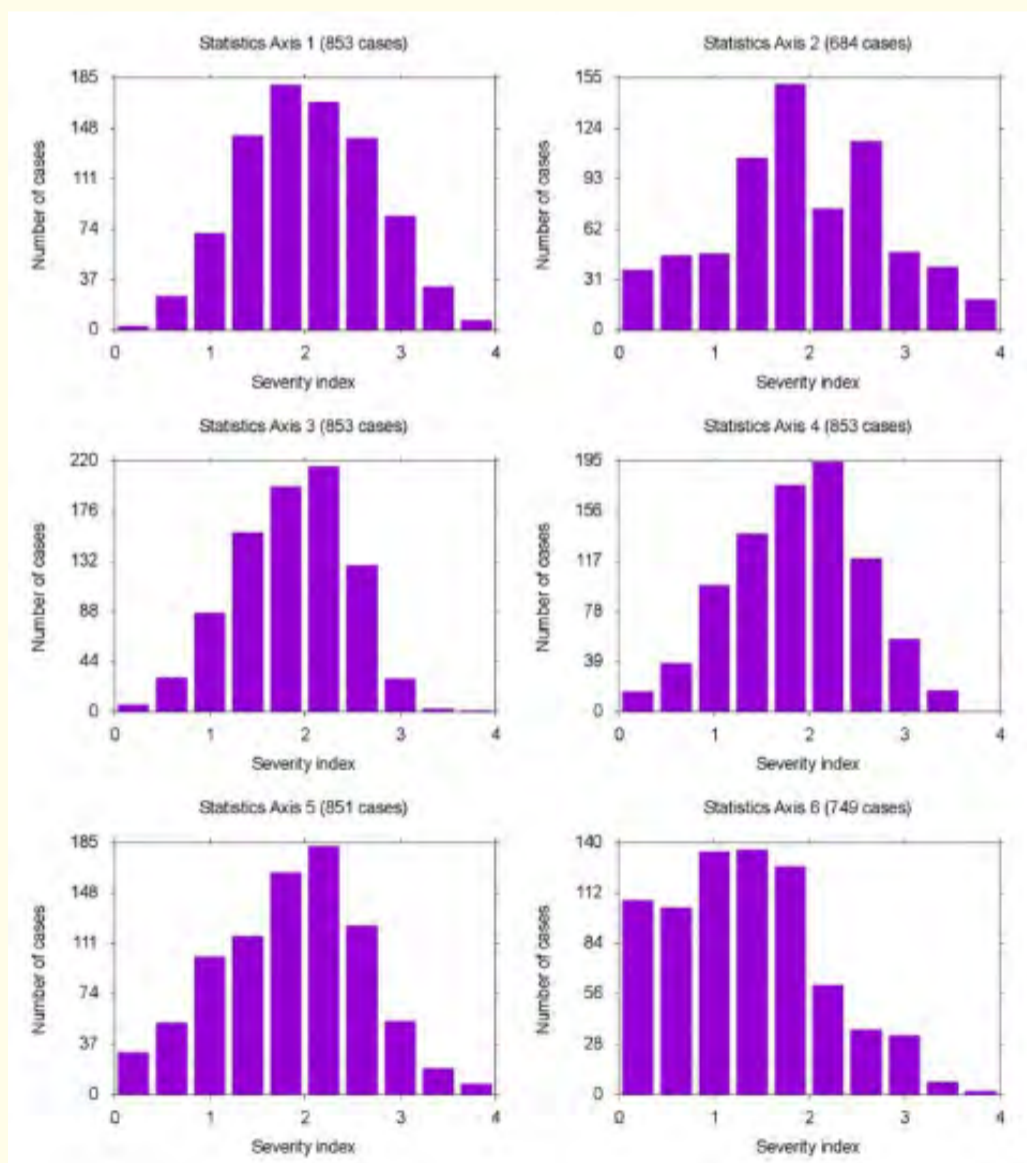 Statistics Axis 1 (853 cases)
185
148
111
74
37
0
Number of cases
0 1 2 3 4
Severity index
Statistics Axis 2 (684 cases)
155
124
93
62
31
0
Number of cases
0 1 2 3 4
Severity index
Statistics Axis 3 (853 cases)
220
176
132
88
44
0
Number of cases
0 1 2 3 4
Severity index
Statistics Axis 4 (853 cases)
195
156
117
78
39
0
Number of cases
0 1 2 3 4
Severity index
Statistics Axis 5 (851 cases)
185
148
111
74
37
0
Number of cases
0 1 2 3 4
Severity index
Statistics Axis 6 (749 cases)
140
112
84
56
28
0
Number of cases
0 1 2 3 4
Severity index